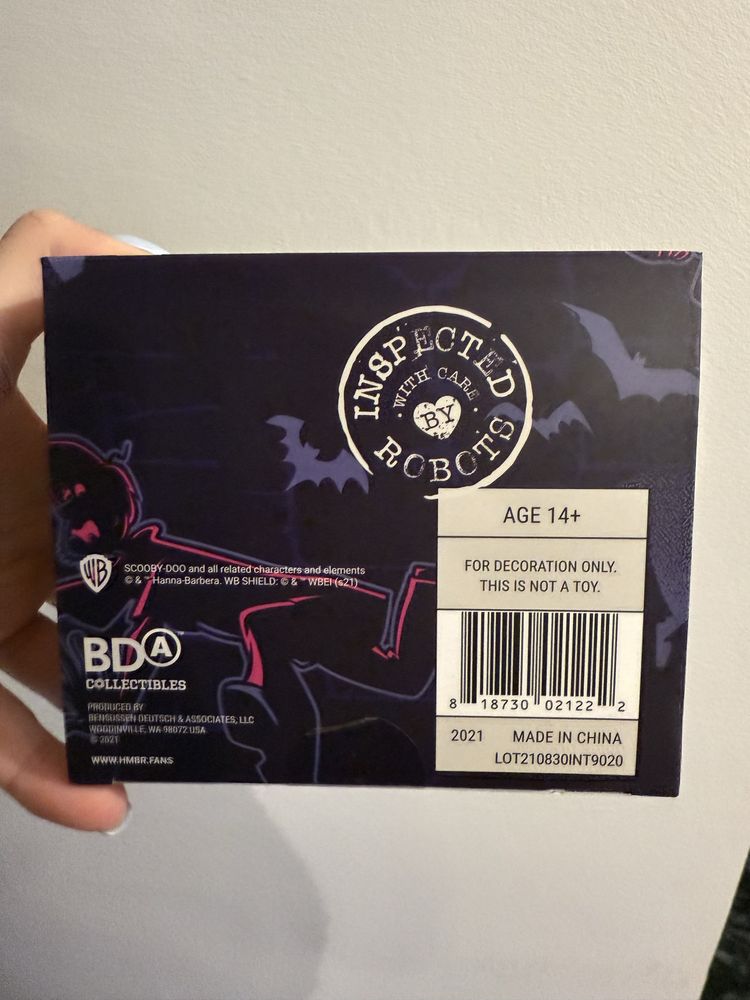 INSPECTED
WITH CARE
BY
ROBOTS
AGE 14+
FOR DECORATION ONLY.
THIS IS NOT A TOY.
8 18730 02122 2
2021 MADE IN CHINA
LOT210830INT9020
WB
SCOOBY-DOO and all related characters and elements
© & ™ Hanna-Barbera. WB SHIELD: © & ™ WBEI (s21)
BDA™
COLLECTIBLES
PRODUCED BY
BENSUSSEN DEUTSCH & ASSOCIATES, LLC
WOODINVILLE, WA 98072 USA
© 2021
WWW.HMBR.FANS